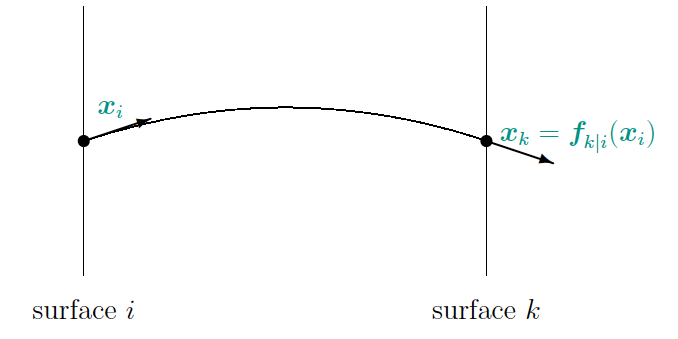 x_i
x_k = f_{k|i}(x_i)
surface i
surface k